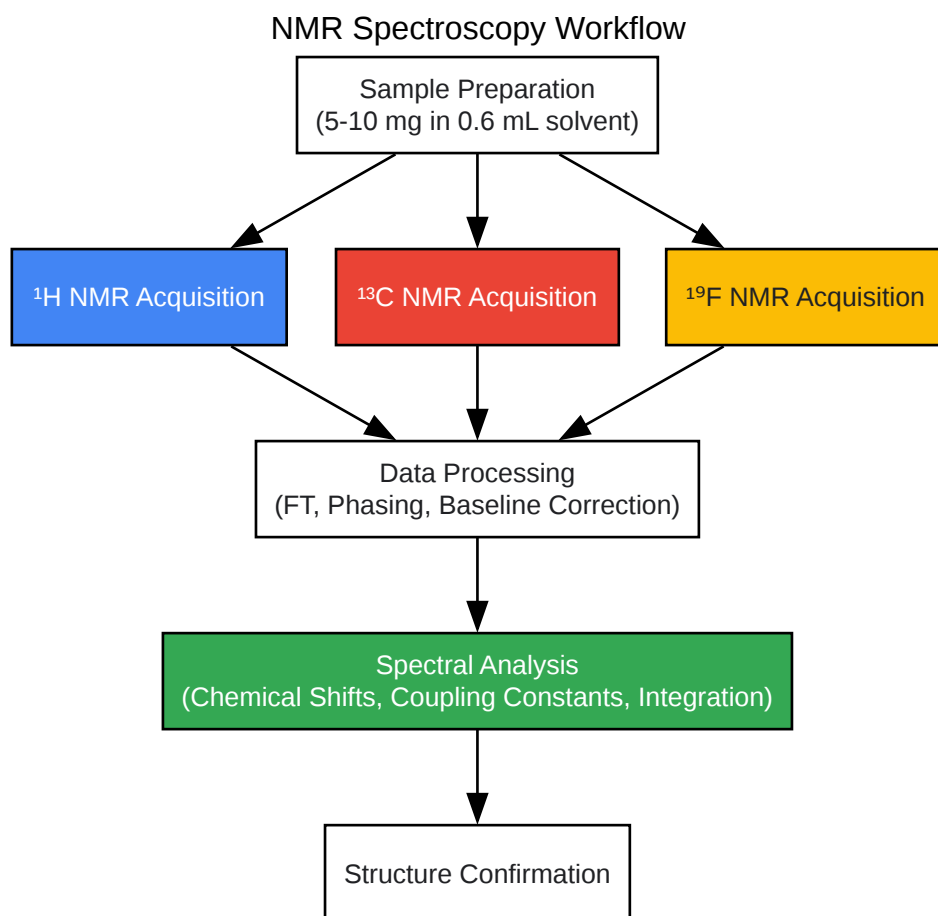 NMR Spectroscopy Workflow
Sample Preparation
(5-10 mg in 0.6 mL solvent)
¹H NMR Acquisition
¹³C NMR Acquisition
¹⁹F NMR Acquisition
Data Processing
(FT, Phasing, Baseline Correction)
Spectral Analysis
(Chemical Shifts, Coupling Constants, Integration)
Structure Confirmation